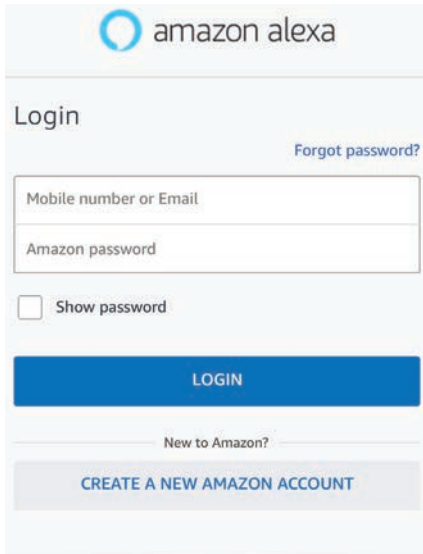 amazon alexa
Login
Forgot password?
Mobile number or Email
Amazon password
Show password
LOGIN
New to Amazon?
CREATE A NEW AMAZON ACCOUNT